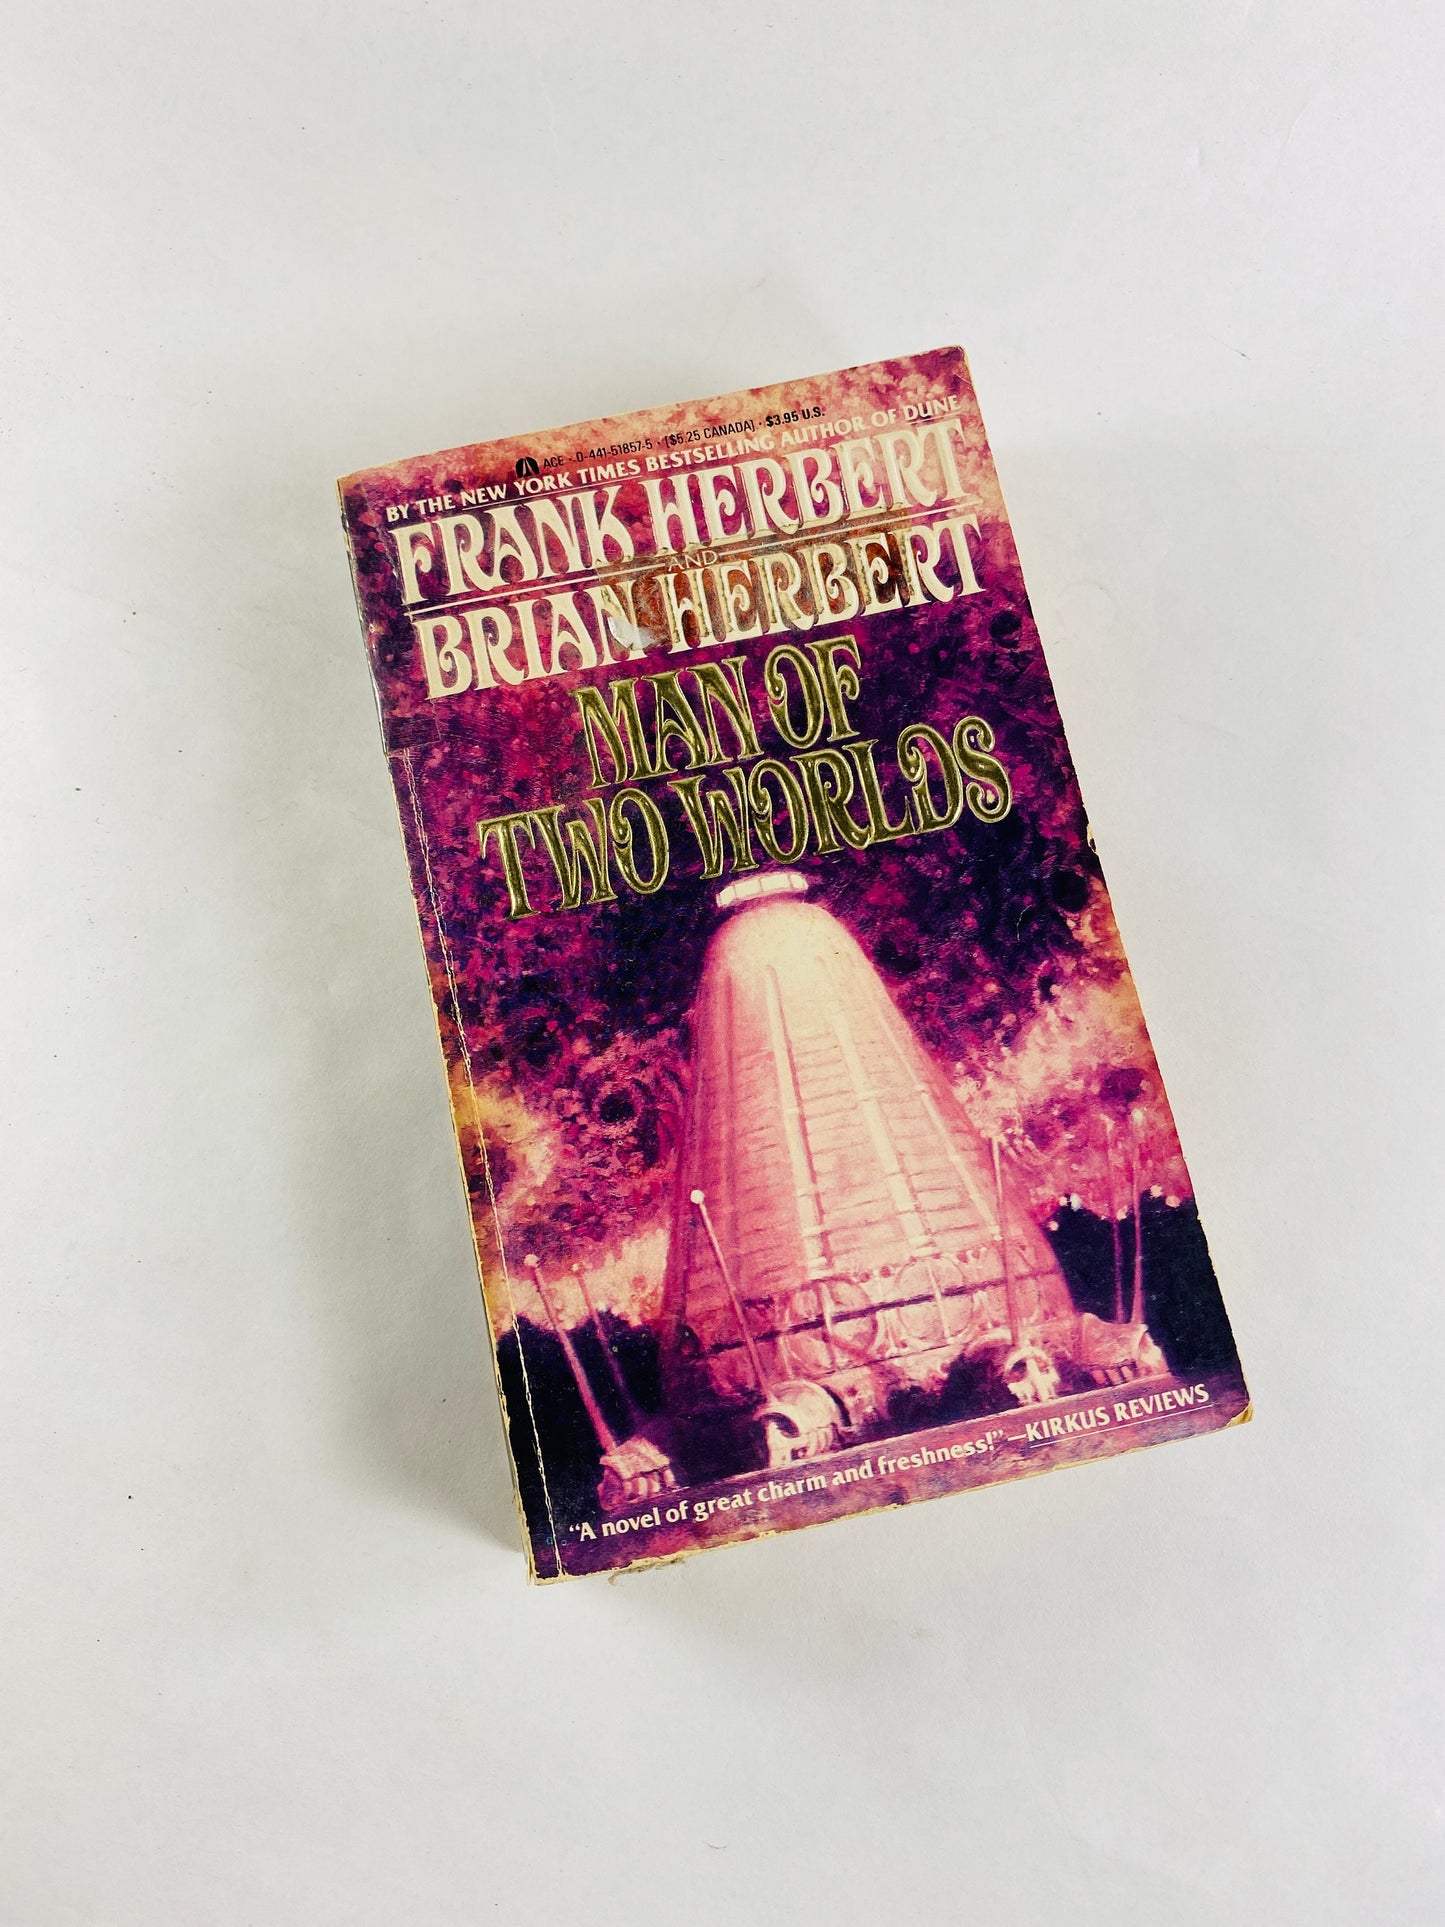 ACE · 0-441-51857-5 · [$5.25 CANADA] · $3.95 U.S.
BY THE NEW YORK TIMES BESTSELLING AUTHOR OF DUNE
FRANK HERBERT
AND
BRIAN HERBERT
MAN OF
TWO WORLDS
"A novel of great charm and freshness!" —KIRKUS REVIEWS